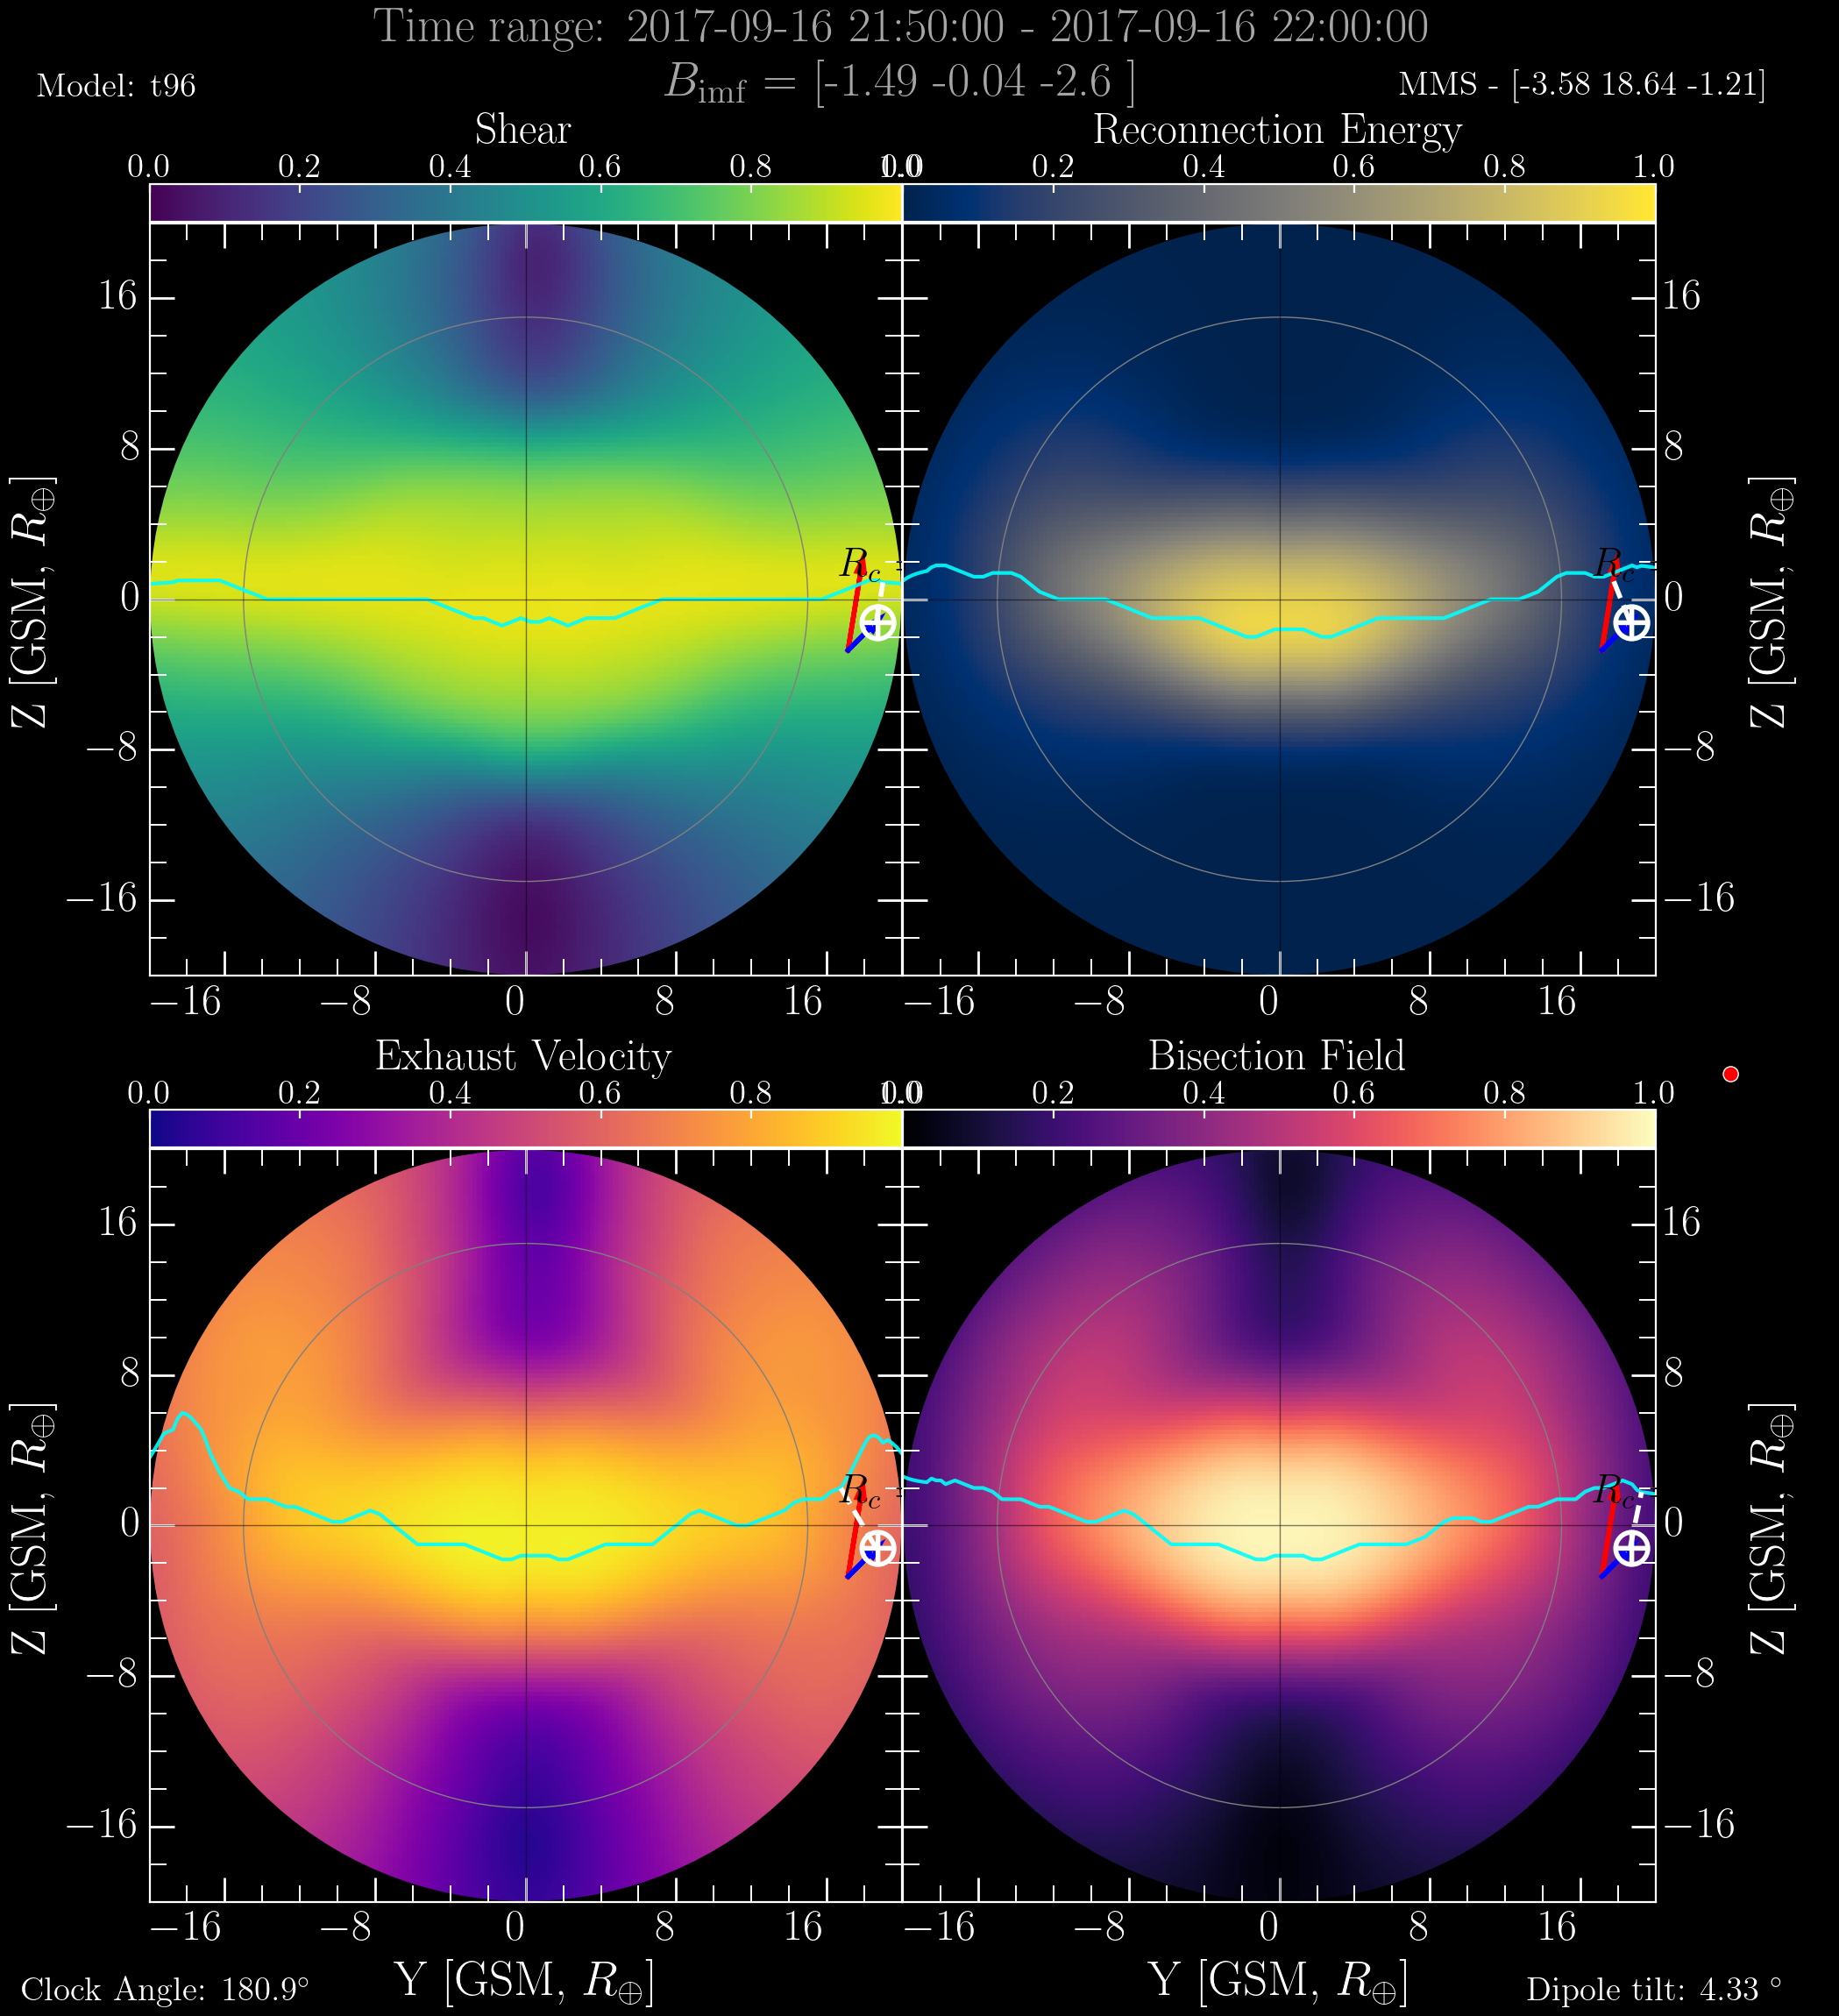 Time range: 2017-09-16 21:50:00 - 2017-09-16 22:00:00
Model: t96
B_imf = [-1.49 -0.04 -2.6 ]
MMS - [-3.58 18.64 -1.21]
Shear
Reconnection Energy
0.0 0.2 0.4 0.6 0.8 1.0
0.0 0.2 0.4 0.6 0.8 1.0
16
8
0
−8
−16
Z [GSM, R⊕]
R_c
R_c
16
8
0
−8
−16
Z [GSM, R⊕]
−16 −8 0 8 16
−16 −8 0 8 16
Exhaust Velocity
Bisection Field
0.0 0.2 0.4 0.6 0.8 1.0
0.0 0.2 0.4 0.6 0.8 1.0
16
8
0
−8
−16
Z [GSM, R⊕]
R_c
R_c
16
8
0
−8
−16
Z [GSM, R⊕]
−16 −8 0 8 16
−16 −8 0 8 16
Y [GSM, R⊕]
Y [GSM, R⊕]
Clock Angle: 180.9°
Dipole tilt: 4.33 °